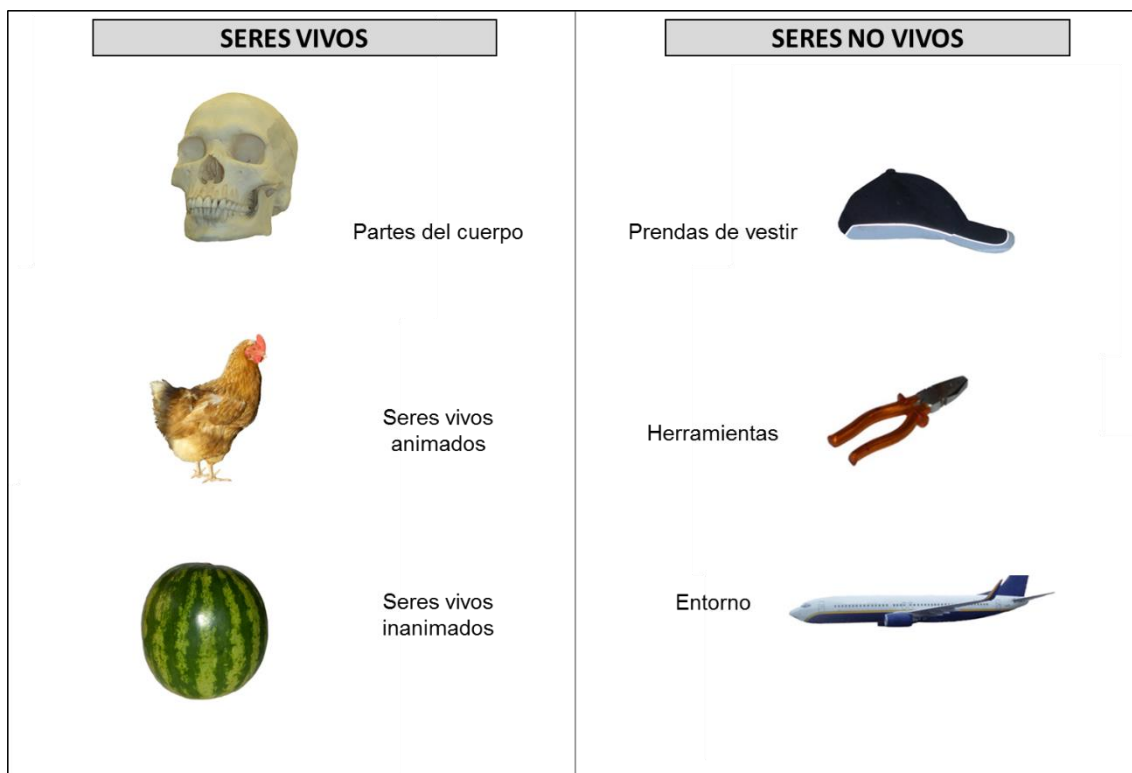 SERES VIVOS
Partes del cuerpo
Seres vivos
animados
Seres vivos
inanimados
SERES NO VIVOS
Prendas de vestir
Herramientas
Entorno